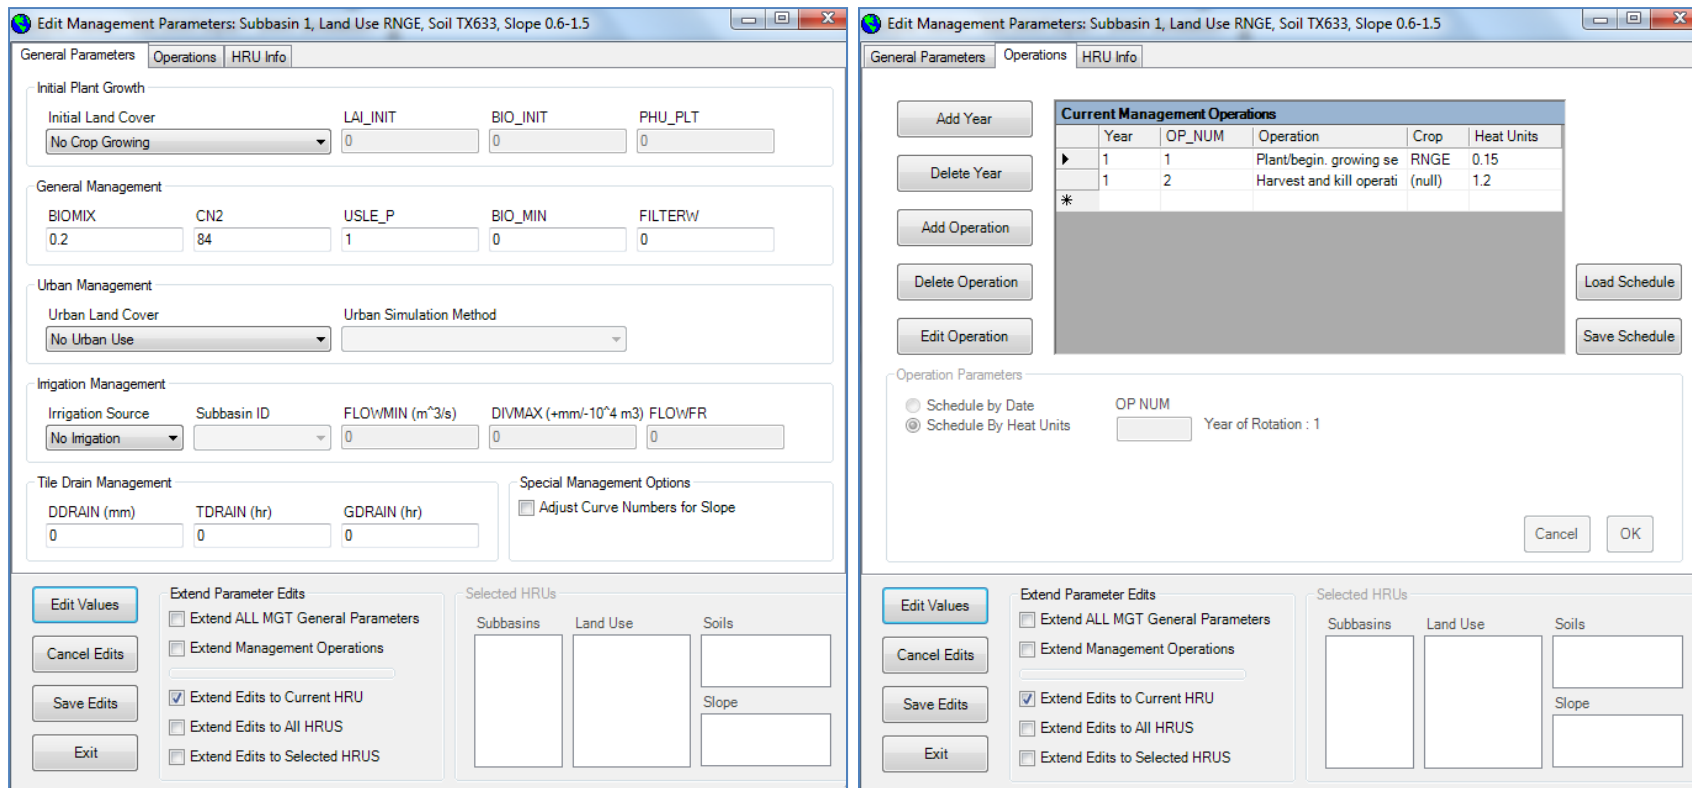 Edit Management Parameters: Subbasin 1, Land Use RNGE, Soil TX633, Slope 0.6-1.5
General Parameters Operations HRU Info
Initial Plant Growth
Initial Land Cover LAI_INIT BIO_INIT PHU_PLT
No Crop Growing 0 0 0
General Management
BIOMIX CN2 USLE_P BIO_MIN FILTERW
0.2 84 1 0 0
Urban Management
Urban Land Cover Urban Simulation Method
No Urban Use
Irrigation Management
Irrigation Source Subbasin ID FLOWMIN (m^3/s) DIVMAX (+mm/-10^4 m3) FLOWFR
No Irrigation 0 0 0
Tile Drain Management
DDRAIN (mm) TDRAIN (hr) GDRAIN (hr)
0 0 0
Special Management Options
Adjust Curve Numbers for Slope
Edit Values
Cancel Edits
Save Edits
Exit
Extend Parameter Edits
Extend ALL MGT General Parameters
Extend Management Operations
Extend Edits to Current HRU
Extend Edits to All HRUS
Extend Edits to Selected HRUS
Selected HRUs
Subbasins Land Use Soils
Slope
Edit Management Parameters: Subbasin 1, Land Use RNGE, Soil TX633, Slope 0.6-1.5
General Parameters Operations HRU Info
Add Year
Delete Year
Add Operation
Delete Operation
Edit Operation
Current Management Operations
Year OP_NUM Operation Crop Heat Units
1 1 Plant/begin. growing se RNGE 0.15
1 2 Harvest and kill operati (null) 1.2
Load Schedule
Save Schedule
Operation Parameters
Schedule by Date OP NUM
Schedule By Heat Units Year of Rotation : 1
Cancel OK
Edit Values
Cancel Edits
Save Edits
Exit
Extend Parameter Edits
Extend ALL MGT General Parameters
Extend Management Operations
Extend Edits to Current HRU
Extend Edits to All HRUS
Extend Edits to Selected HRUS
Selected HRUs
Subbasins Land Use Soils
Slope